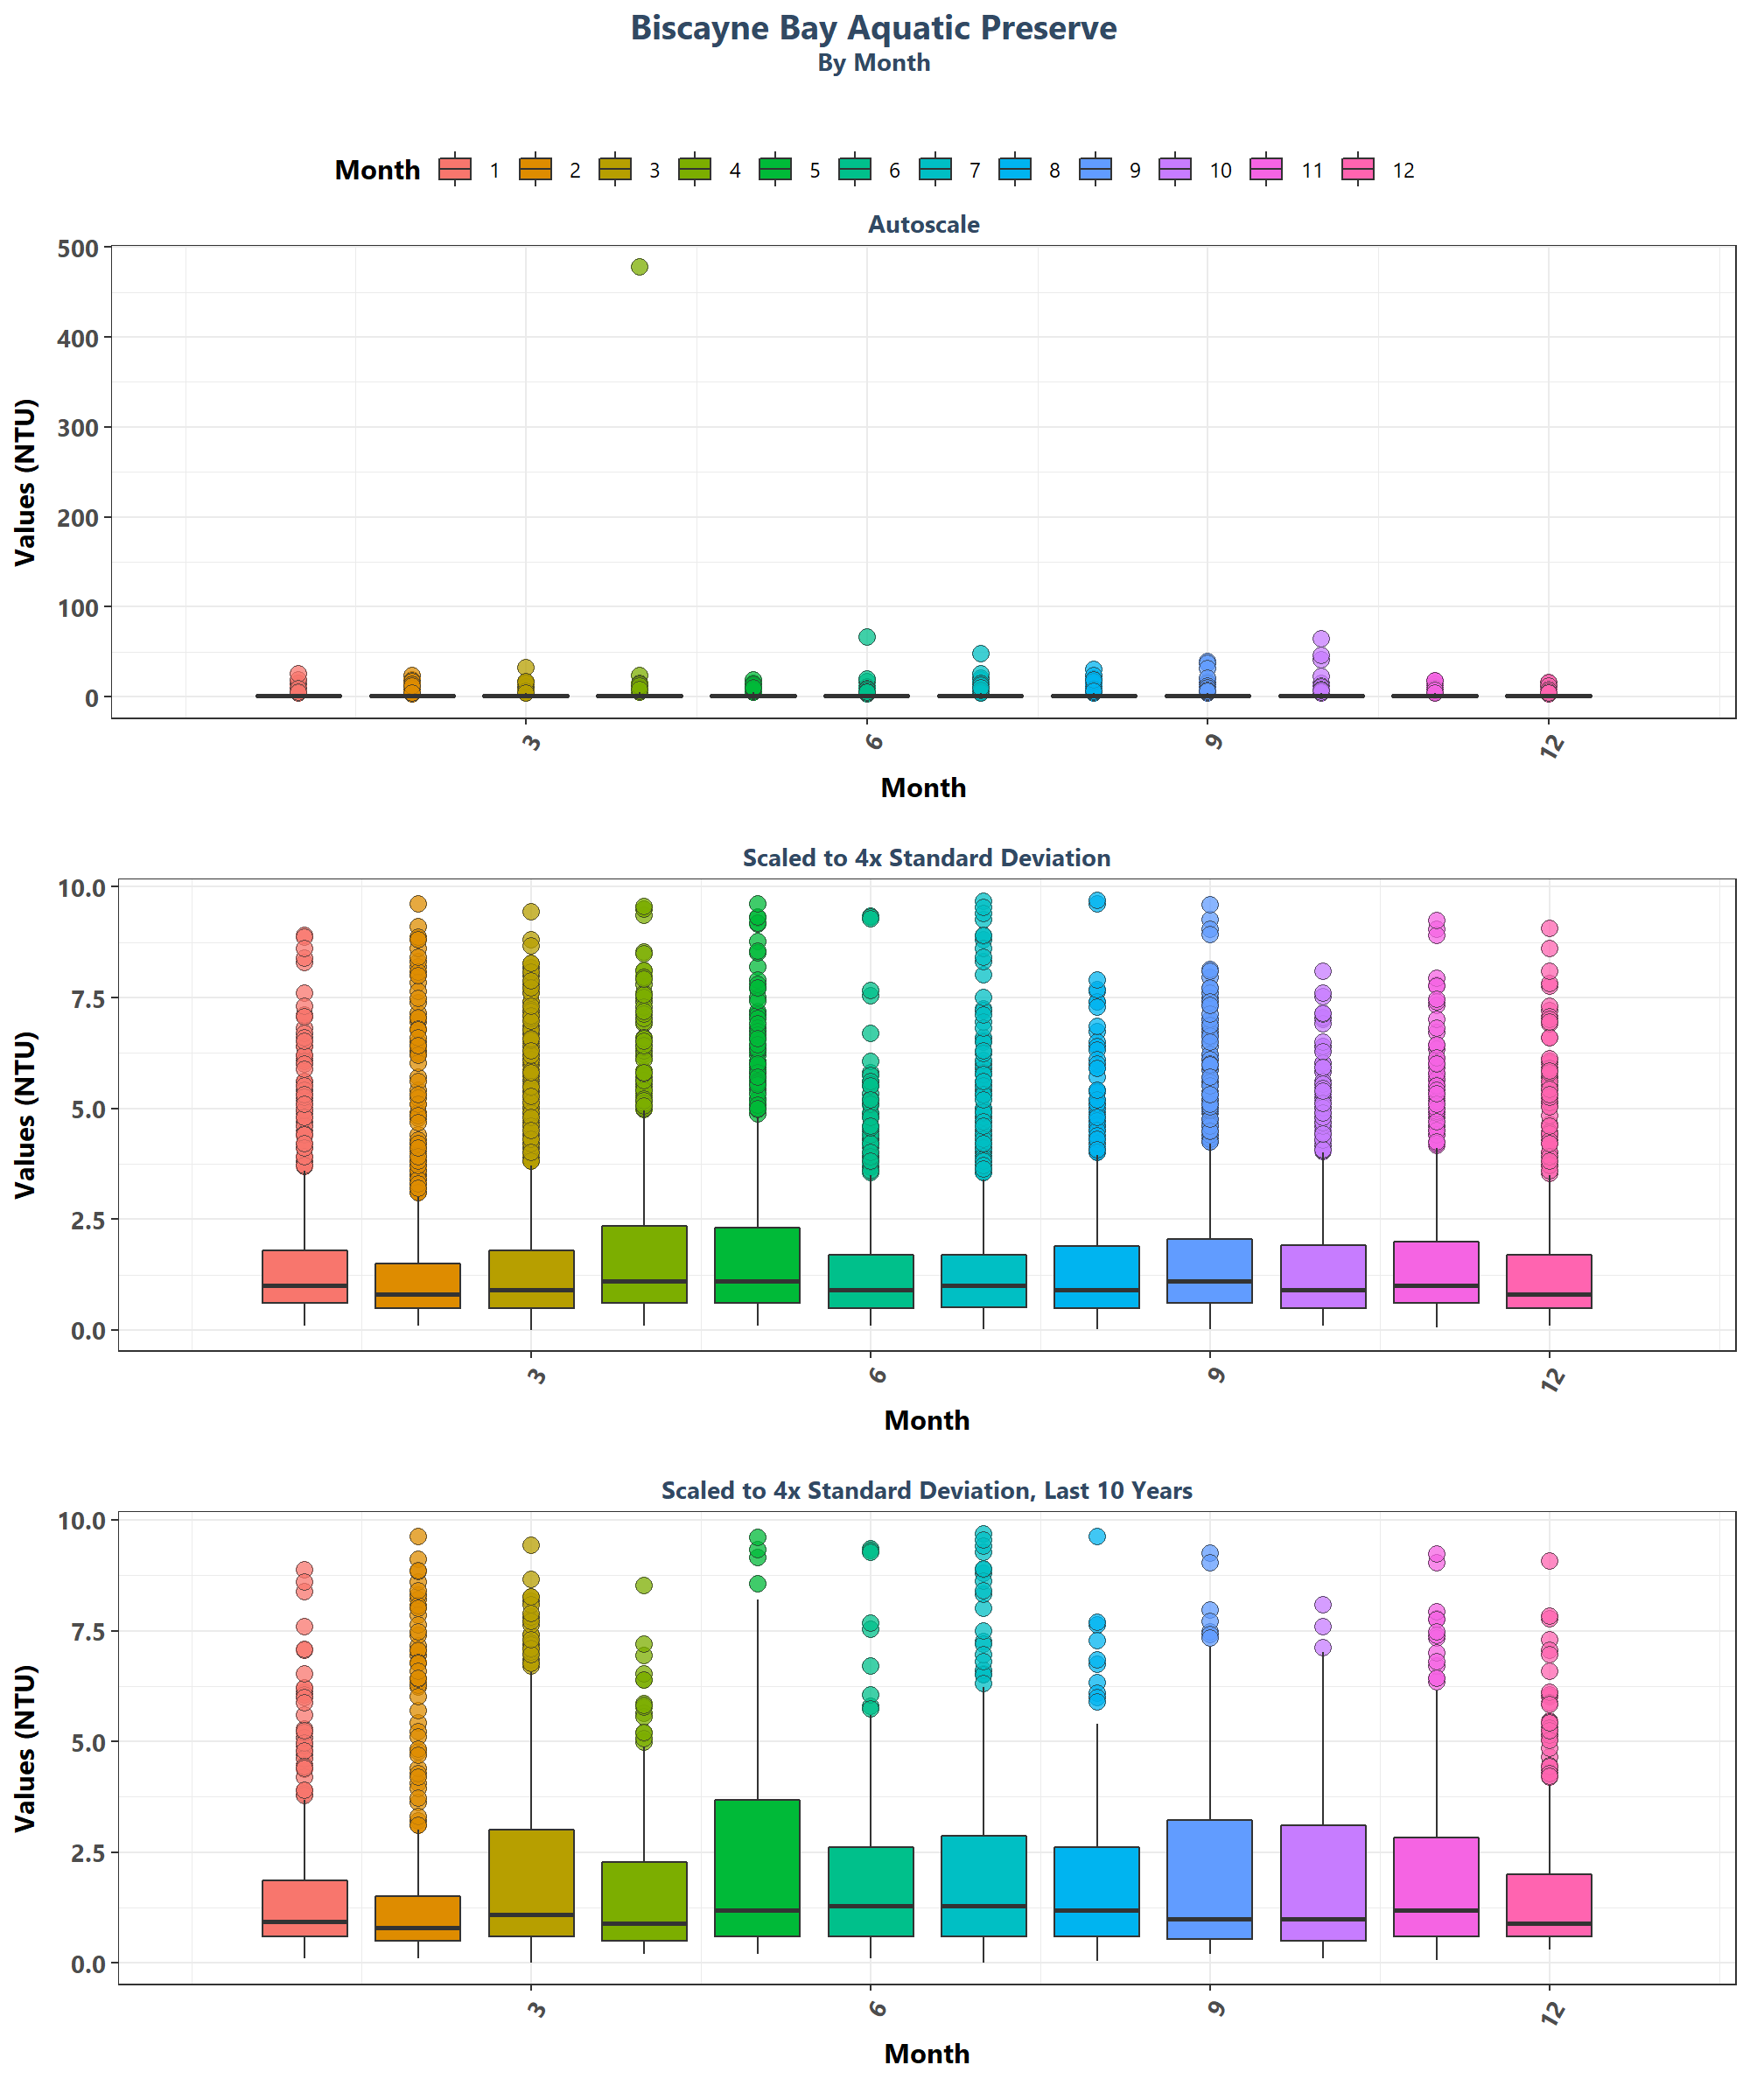 Biscayne Bay Aquatic Preserve
By Month
Month 1 2 3 4 5 6 7 8 9 10 11 12
Autoscale
500
400
300
200
100
0
Values (NTU)
3 6 9 12
Month
Scaled to 4x Standard Deviation
10.0
7.5
5.0
2.5
0.0
Values (NTU)
3 6 9 12
Month
Scaled to 4x Standard Deviation, Last 10 Years
10.0
7.5
5.0
2.5
0.0
Values (NTU)
3 6 9 12
Month